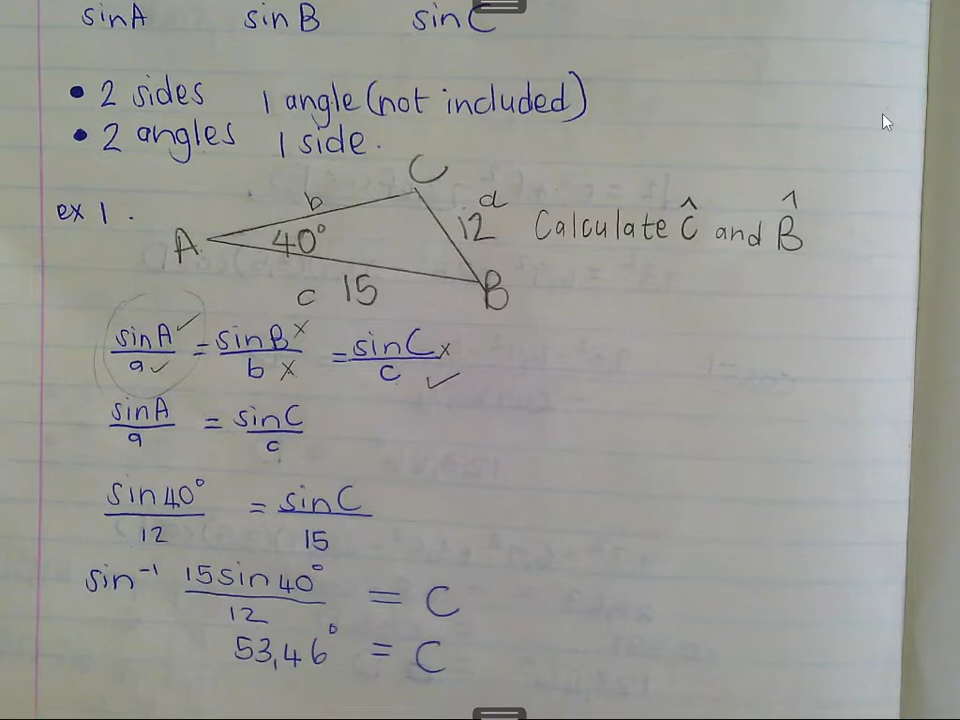 sinA sinB sinC
• 2 sides 1 angle (not included)
• 2 angles 1 side.
ex 1. A 40° b C a 12 c 15 B Calculate Ĉ and B̂
sinA/a ✓ = sinB x/b x = sinC x/c ✓
sinA/a = sinC/c
sin40°/12 = sinC/15
sin⁻¹ 15sin40°/12 = C
53,46° = C